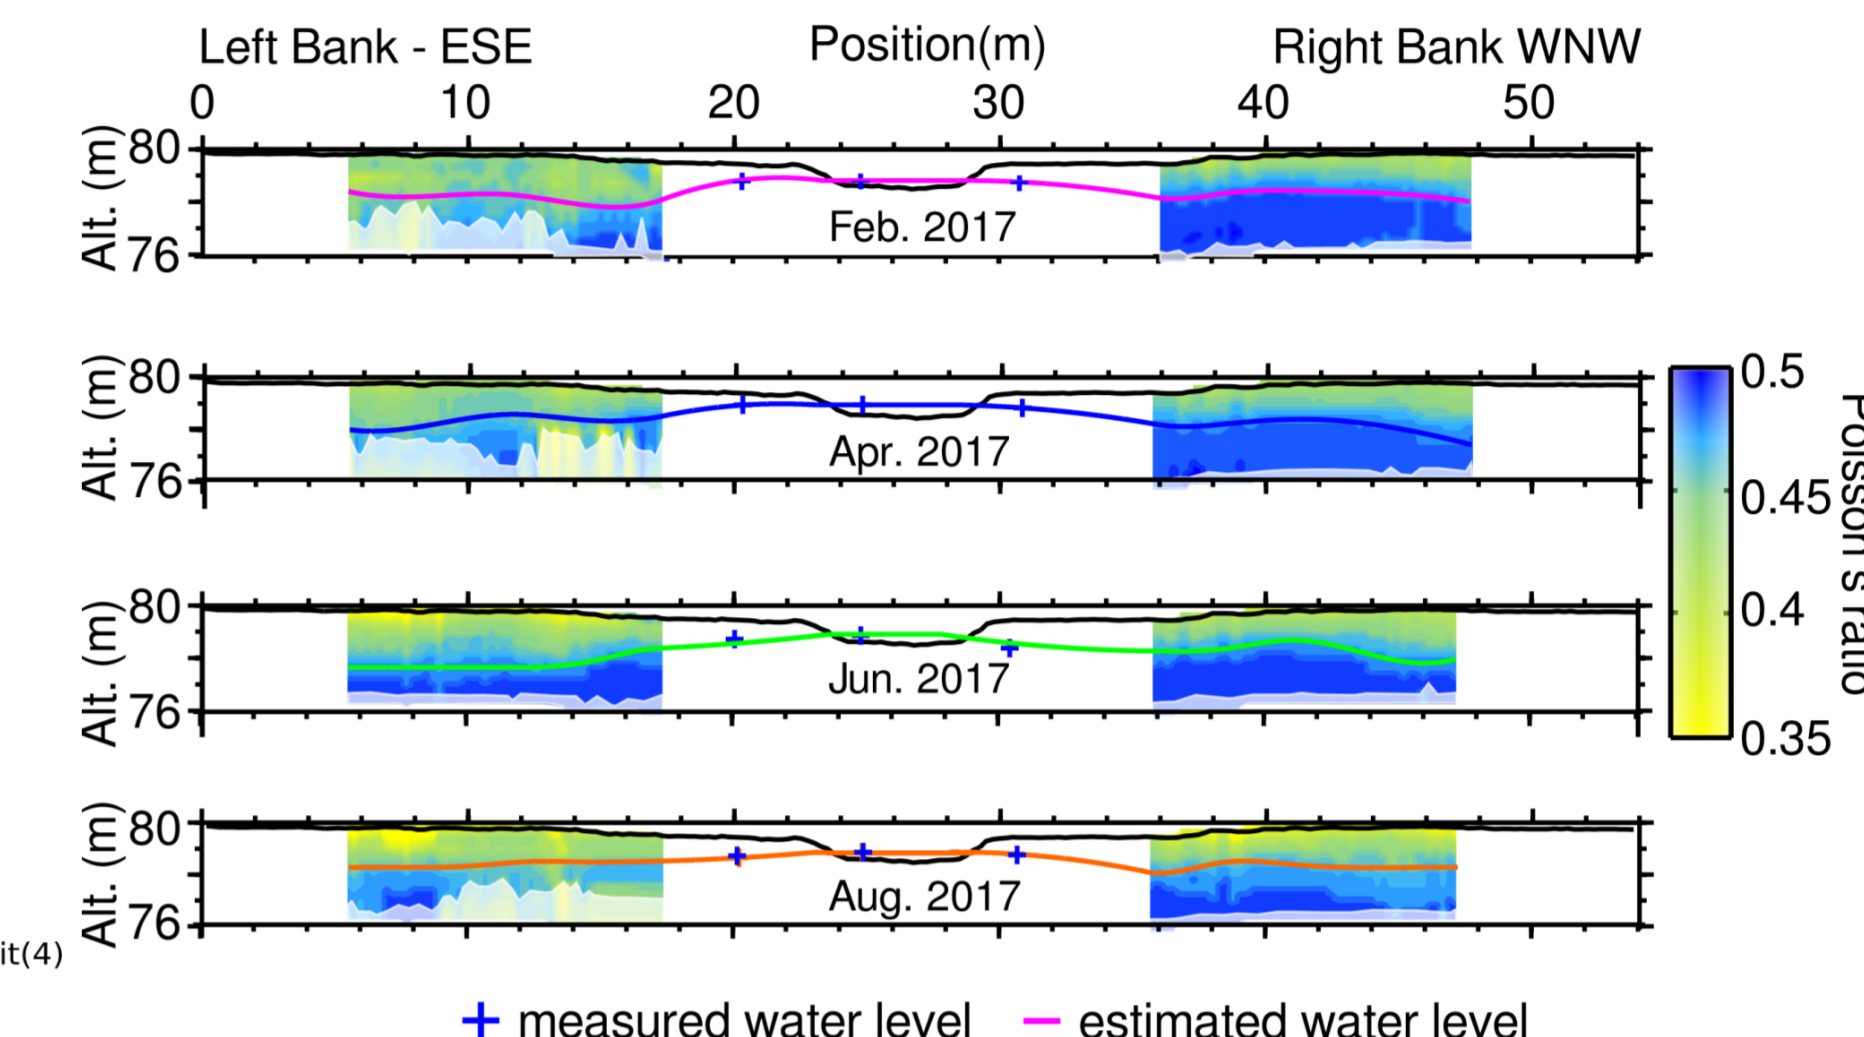 Left Bank - ESE Position(m) Right Bank WNW
0 10 20 30 40 50
Alt. (m)
80
76
Feb. 2017
Alt. (m)
80
76
Apr. 2017
Alt. (m)
80
76
Jun. 2017
Alt. (m)
80
76
Aug. 2017
0.5
0.45
0.4
0.35
Poisson's ratio
it(4)
measured water level estimated water level